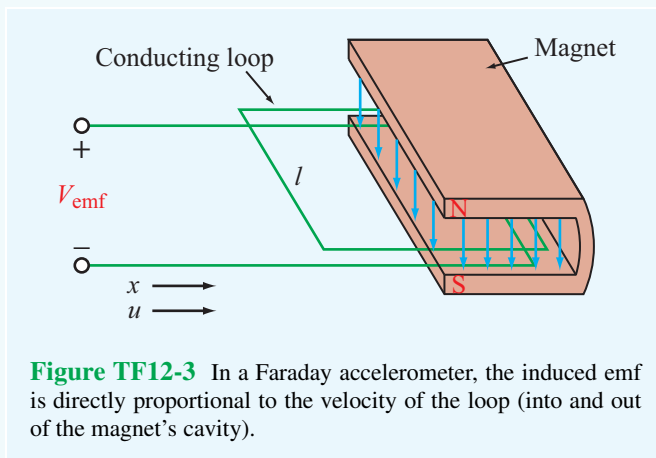 Conducting loop
Magnet
+
l
V_emf
N
–
S
x
u
Figure TF12-3 In a Faraday accelerometer, the induced emf
is directly proportional to the velocity of the loop (into and out
of the magnet's cavity).